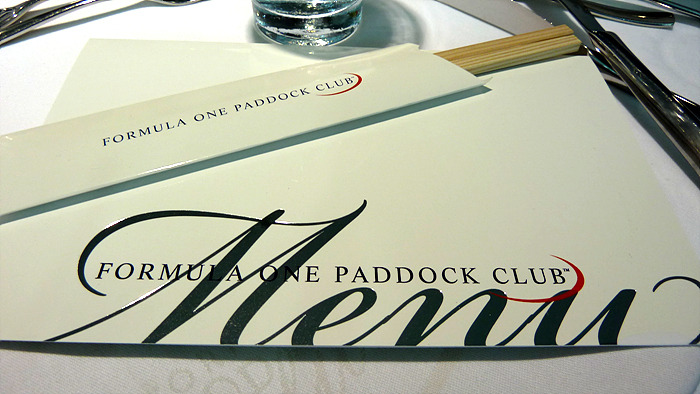 FORMULA ONE PADDOCK CLUB™
FORMULA ONE PADDOCK CLUB™
Menu